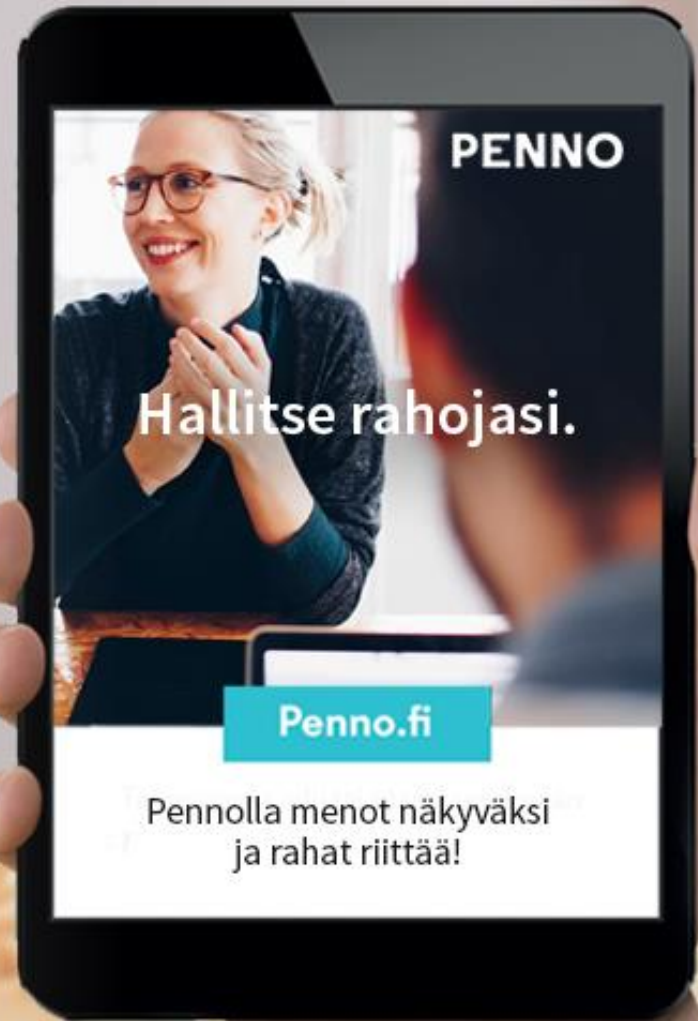 PENNO
Hallitse rahojasi.
Penno.fi
Pennolla menot näkyväksi
ja rahat riittää!